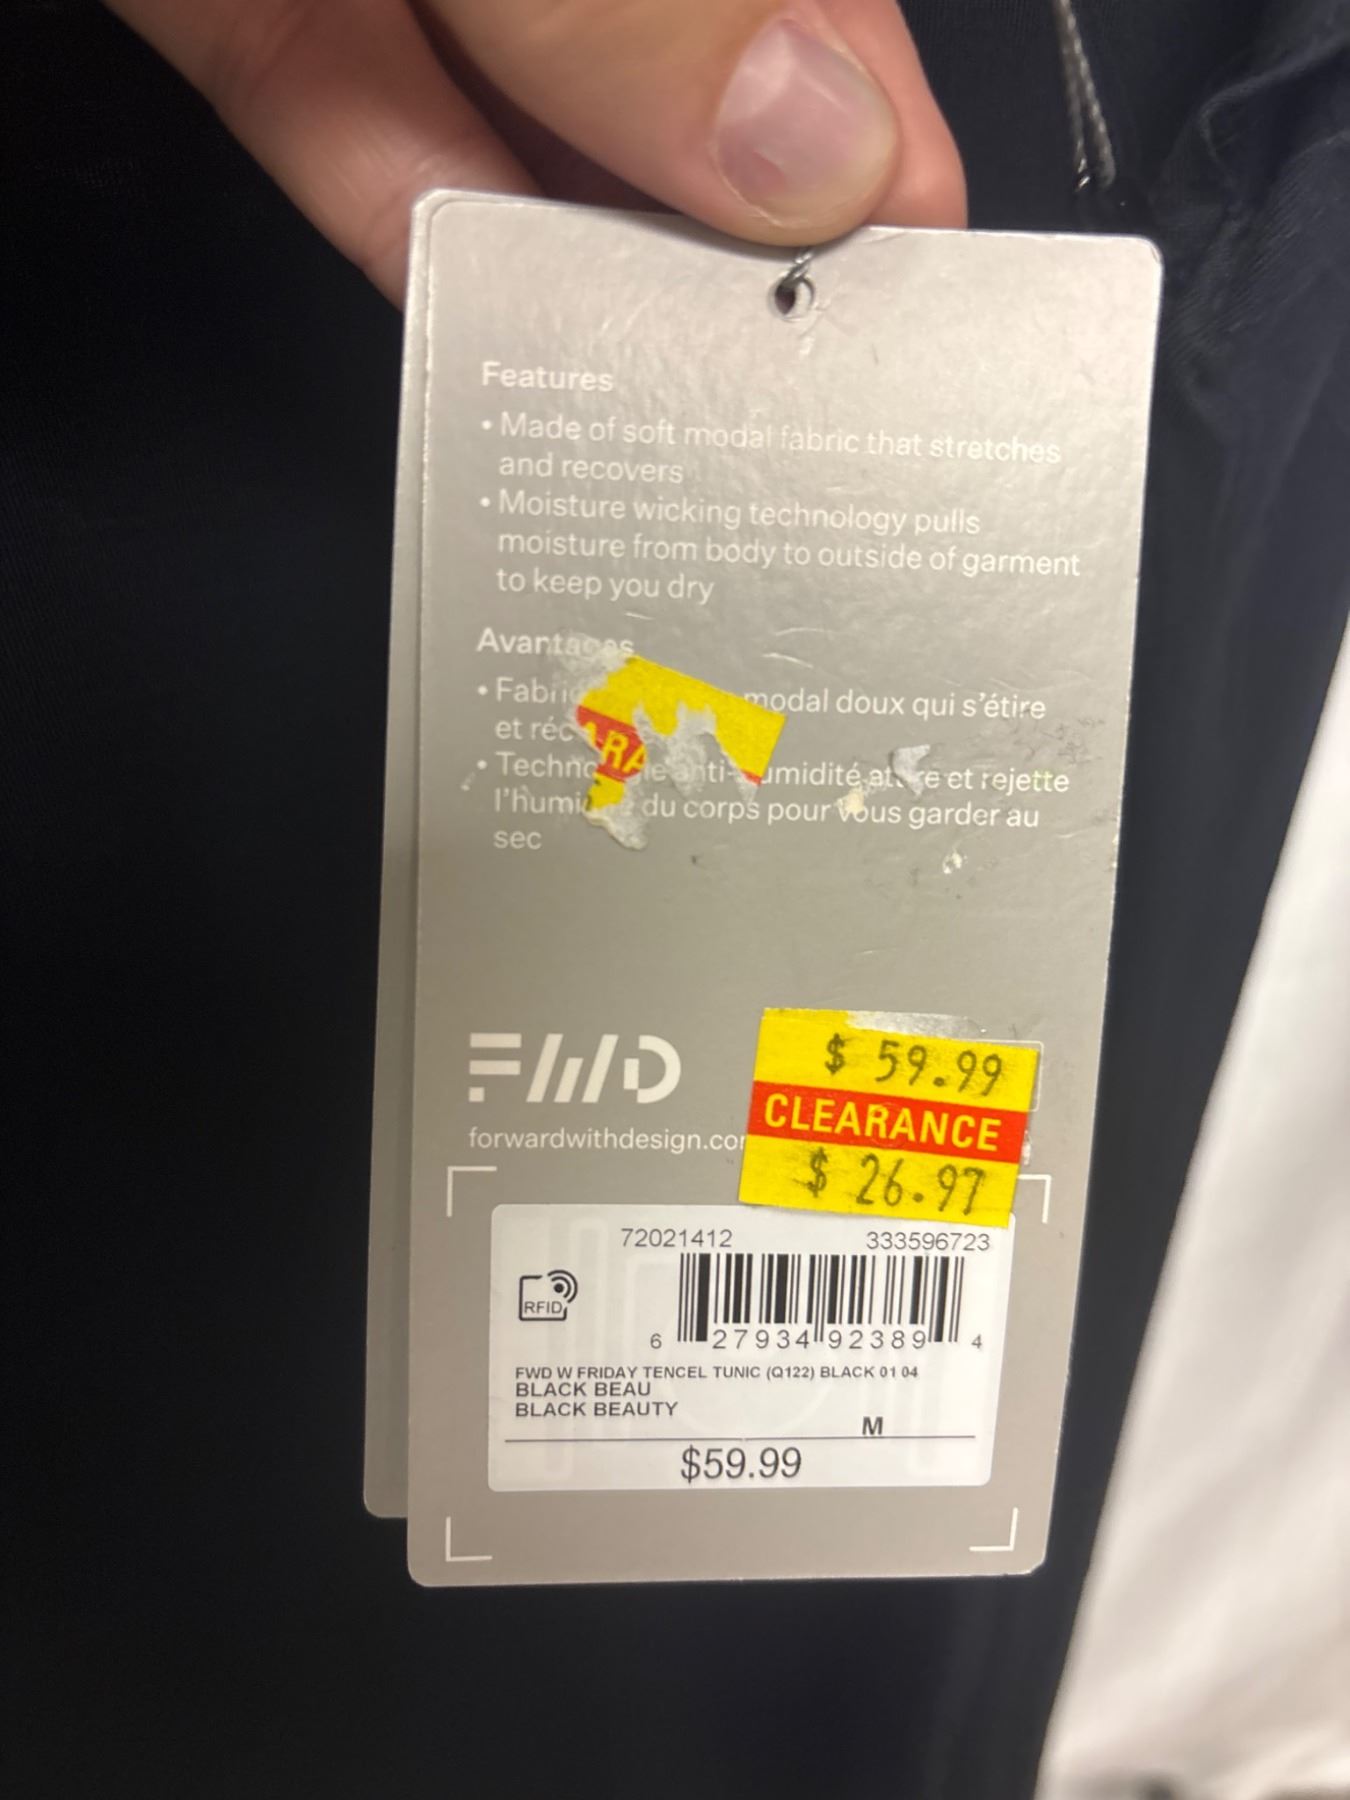 Features
• Made of soft modal fabric that stretches
and recovers
• Moisture wicking technology pulls
moisture from body to outside of garment
to keep you dry
Avantages
• modal doux qui s'étire
et
• et rejette
du corps pour vous garder au
sec
FWD
$ 59.99
CLEARANCE
$ 26.97
72021412 333596723
RFID
6 27934 92389 4
FWD W FRIDAY TENCEL TUNIC (Q122) BLACK 01 04
BLACK BEAU
BLACK BEAUTY
M
$59.99